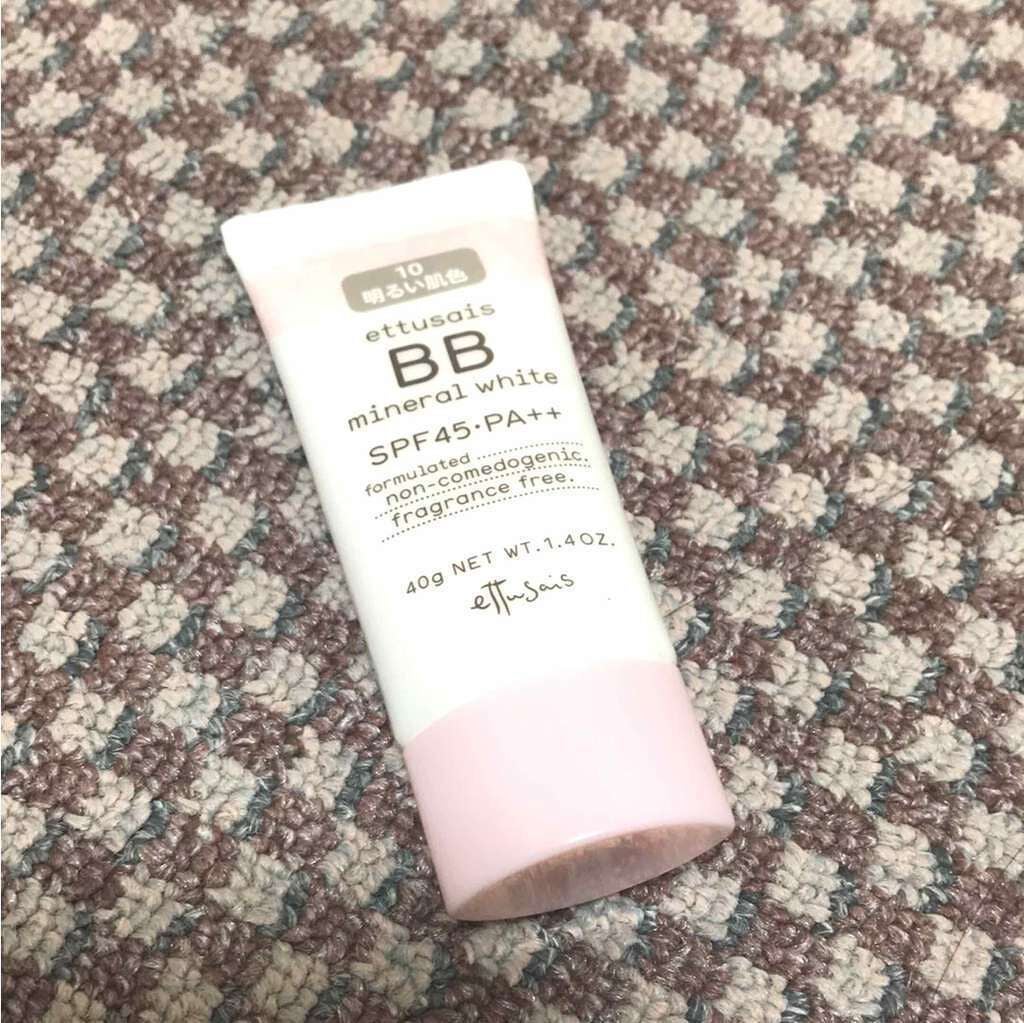 10
明るい肌色
ettusais
BB
mineral white
SPF45・PA++
formulated
non-comedogenic.
fragrance free.
40g NET WT.1.4OZ.
ettusais